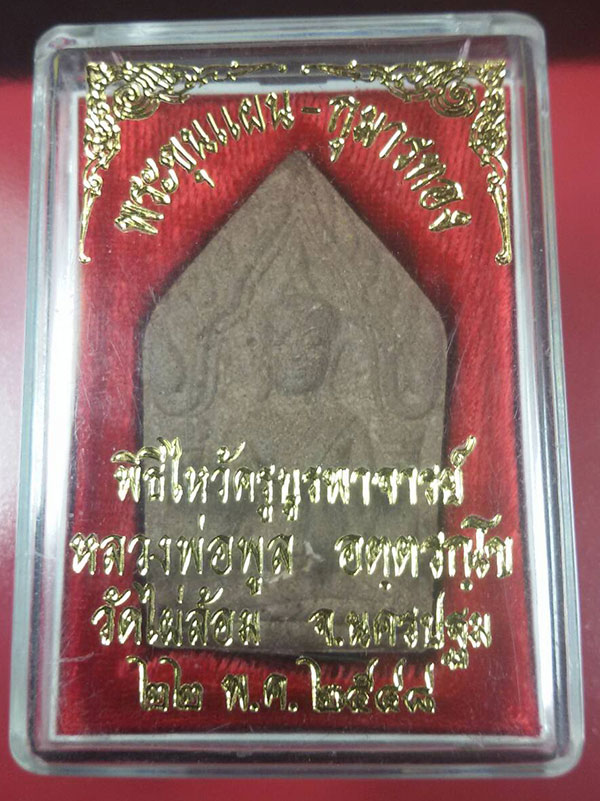 พระขุนแผน-กุมารทอง
พิธีไหว้ครูบูรพาจารย์
หลวงพ่อพูล อตฺตรกฺโข
วัดไผ่ล้อม จ.นครปฐม
๒๒ พ.ค. ๒๕๔๘